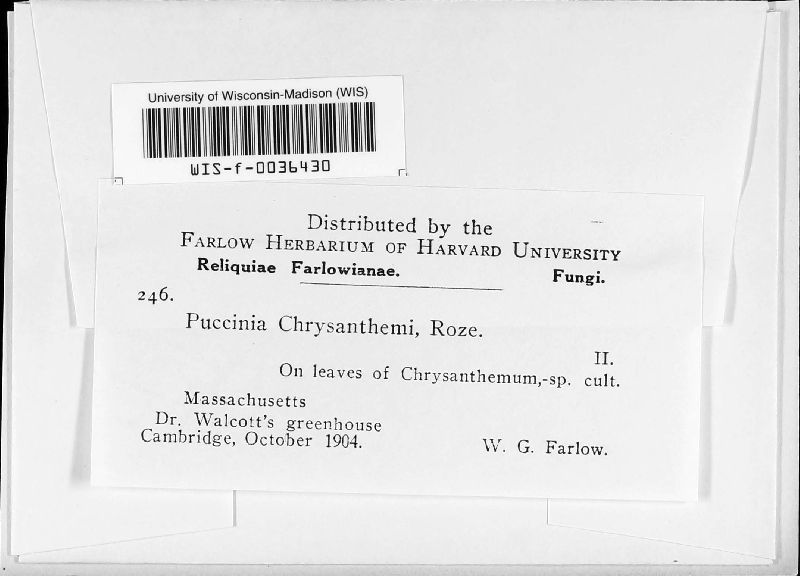 University of Wisconsin-Madison (WIS)
WIS-f-0036430
Distributed by the
FARLOW HERBARIUM OF HARVARD UNIVERSITY
Reliquiae Farlowianae. Fungi.
246.
Puccinia Chrysanthemi, Roze.
II.
On leaves of Chrysanthemum,-sp. cult.
Massachusetts
Dr. Walcott's greenhouse
Cambridge, October 1904. W. G. Farlow.